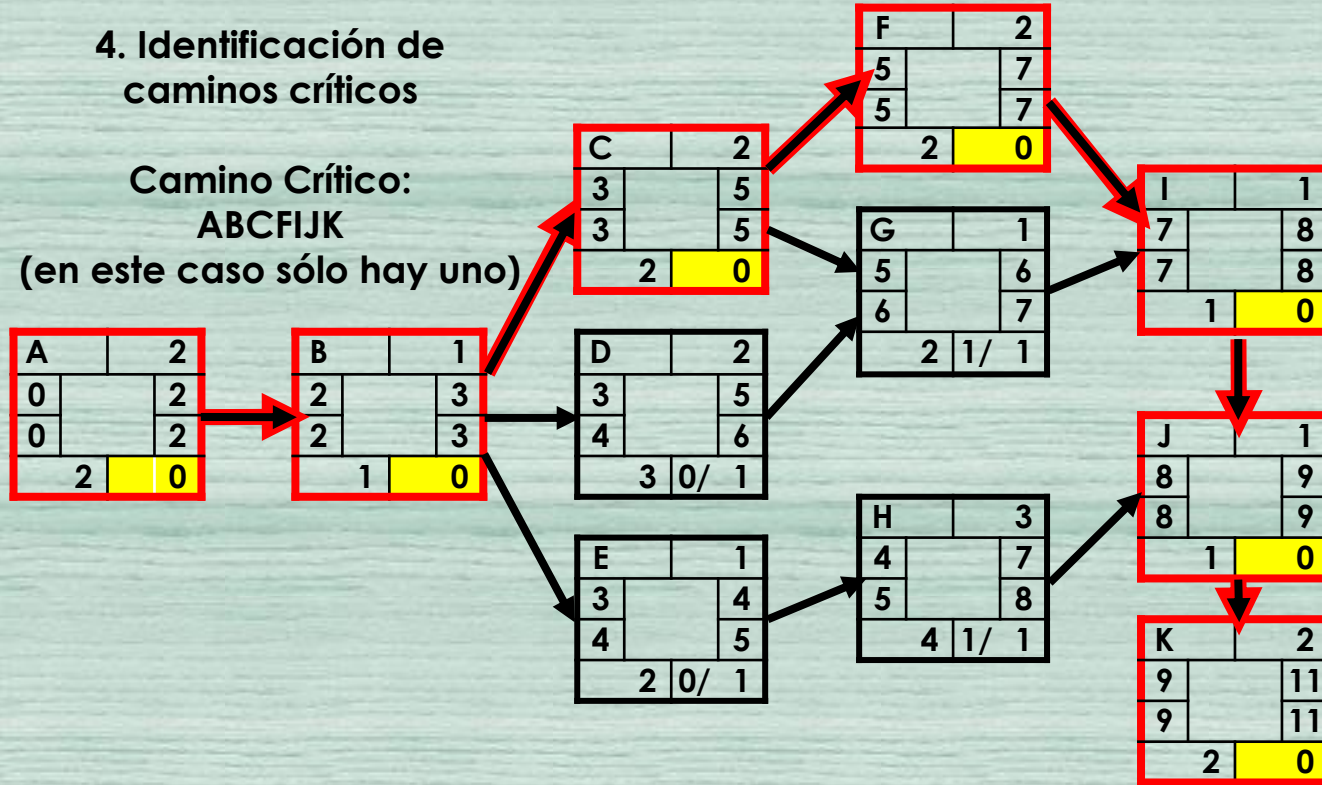 4. Identificación de
caminos críticos
Camino Crítico:
ABCFIJK
(en este caso sólo hay uno)
A 2
0 2
0 2
2 0
B 1
2 3
2 3
1 0
C 2
3 5
3 5
2 0
D 2
3 5
4 6
3 0/ 1
E 1
3 4
4 5
2 0/ 1
F 2
5 7
5 7
2 0
G 1
5 6
6 7
2 1/ 1
H 3
4 7
5 8
4 1/ 1
I 1
7 8
7 8
1 0
J 1
8 9
8 9
1 0
K 2
9 11
9 11
2 0